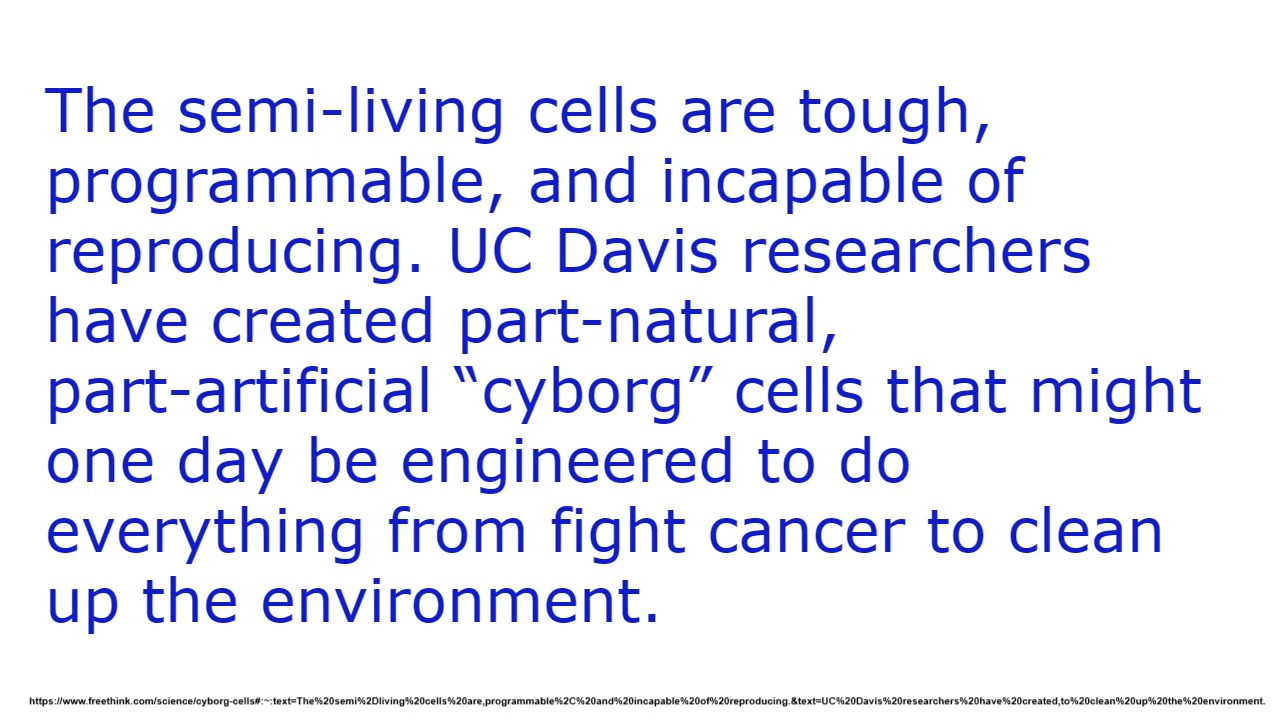 The semi-living cells are tough,
programmable, and incapable of
reproducing. UC Davis researchers
have created part-natural,
part-artificial “cyborg” cells that might
one day be engineered to do
everything from fight cancer to clean
up the environment.
https://www.freethink.com/science/cyborg-cells#:~:text=The%20semi%2Dliving%20cells%20are,programmable%2C%20and%20incapable%20of%20reproducing.&text=UC%20Davis%20researchers%20have%20created,to%20clean%20up%20the%20environment.